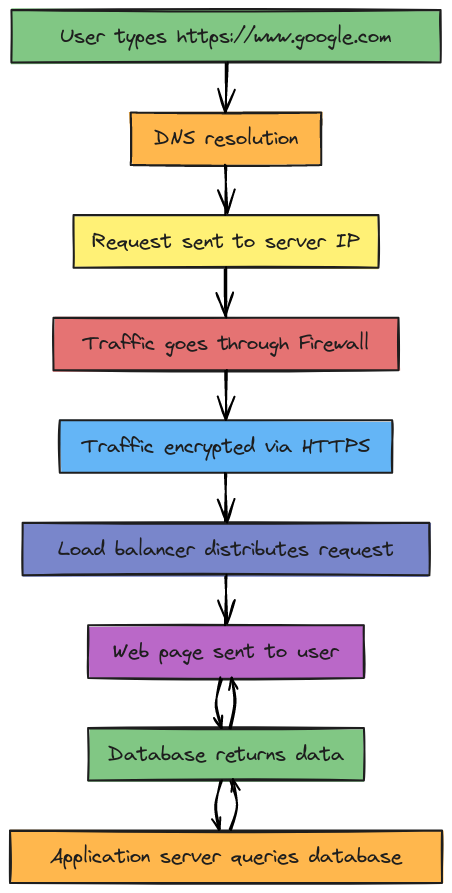 User types https://www.google.com
DNS resolution
Request sent to server IP
Traffic goes through Firewall
Traffic encrypted via HTTPS
Load balancer distributes request
Web page sent to user
Database returns data
Application server queries database